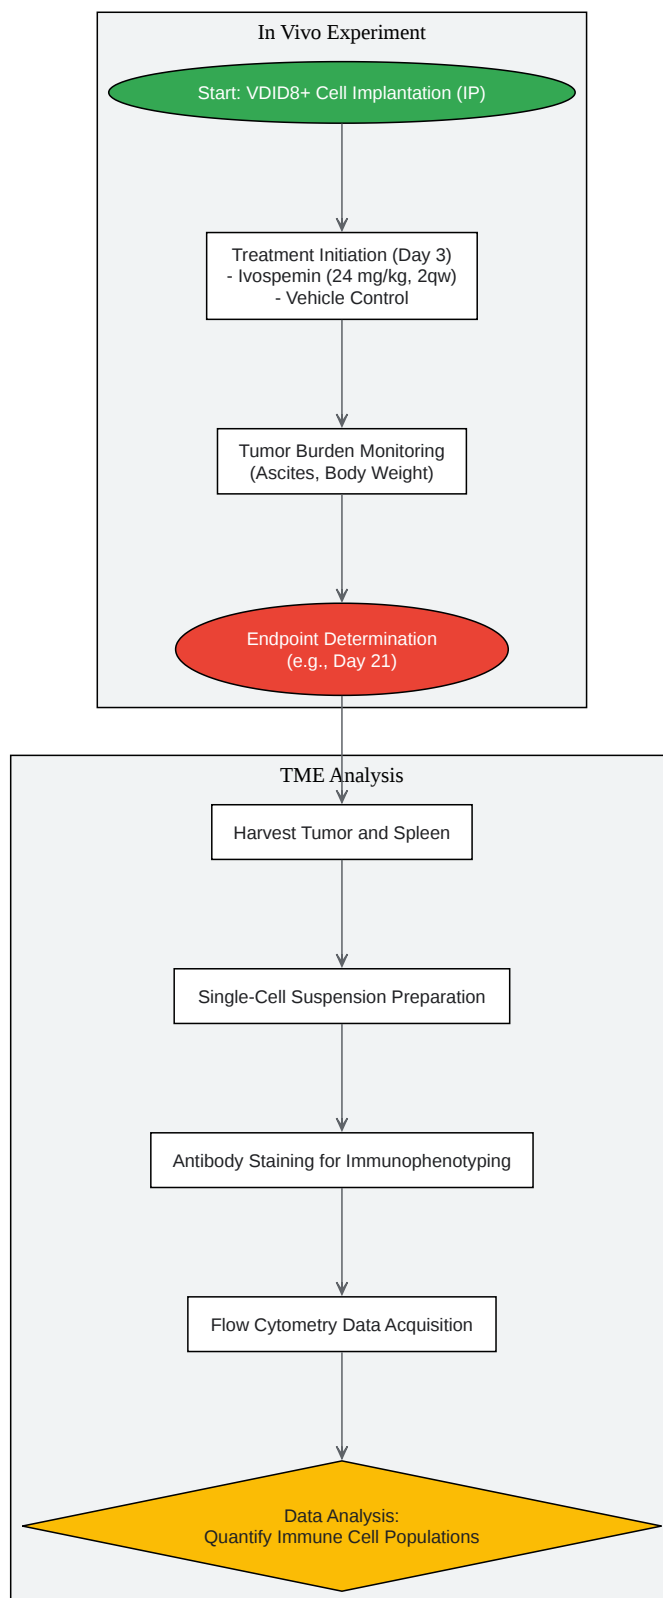 In Vivo Experiment
Start: VDID8+ Cell Implantation (IP)
Treatment Initiation (Day 3)
- Ivospemin (24 mg/kg, 2qw)
- Vehicle Control
Tumor Burden Monitoring
(Ascites, Body Weight)
Endpoint Determination
(e.g., Day 21)
TME Analysis
Harvest Tumor and Spleen
Single-Cell Suspension Preparation
Antibody Staining for Immunophenotyping
Flow Cytometry Data Acquisition
Data Analysis:
Quantify Immune Cell Populations